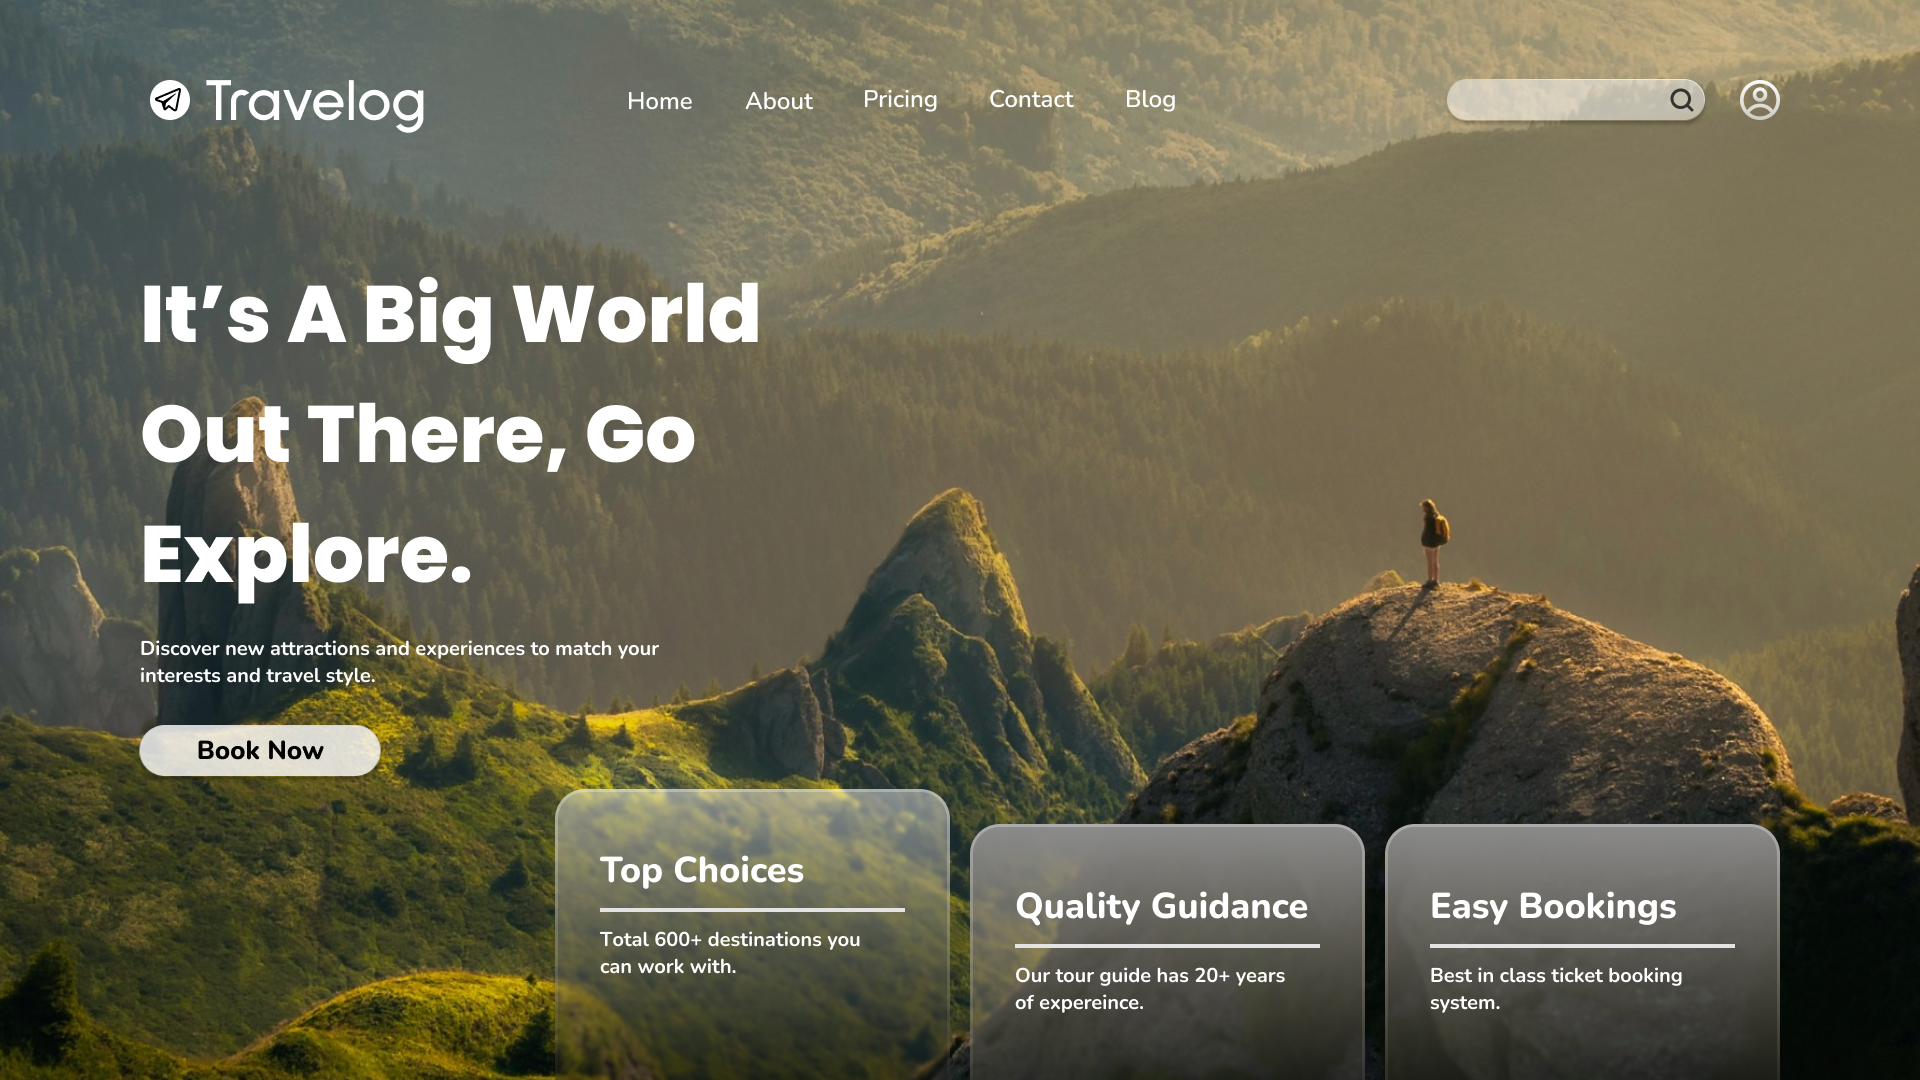 Travelog
Home About Pricing Contact Blog
It’s A Big World
Out There, Go
Explore.
Discover new attractions and experiences to match your
interests and travel style.
Book Now
Top Choices
Total 600+ destinations you
can work with.
Quality Guidance
Our tour guide has 20+ years
of expereince.
Easy Bookings
Best in class ticket booking
system.